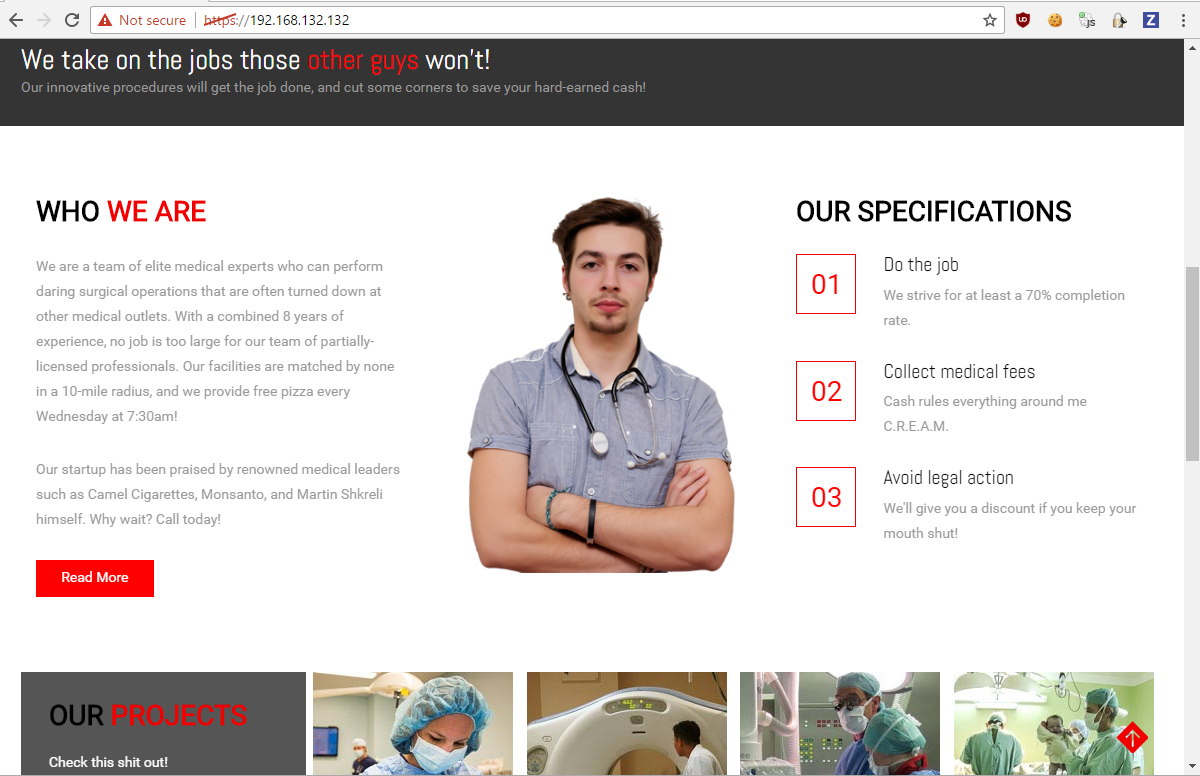 Not secure | https://192.168.132.132
js
Z
We take on the jobs those other guys won't!
Our innovative procedures will get the job done, and cut some corners to save your hard-earned cash!
WHO WE ARE
We are a team of elite medical experts who can perform
daring surgical operations that are often turned down at
other medical outlets. With a combined 8 years of
experience, no job is too large for our team of partially-
licensed professionals. Our facilities are matched by none
in a 10-mile radius, and we provide free pizza every
Wednesday at 7:30am!
Our startup has been praised by renowned medical leaders
such as Camel Cigarettes, Monsanto, and Martin Shkreli
himself. Why wait? Call today!
Read More
OUR SPECIFICATIONS
01
Do the job
We strive for at least a 70% completion
rate.
02
Collect medical fees
Cash rules everything around me
C.R.E.A.M.
03
Avoid legal action
We'll give you a discount if you keep your
mouth shut!
OUR PROJECTS
Check this shit out!